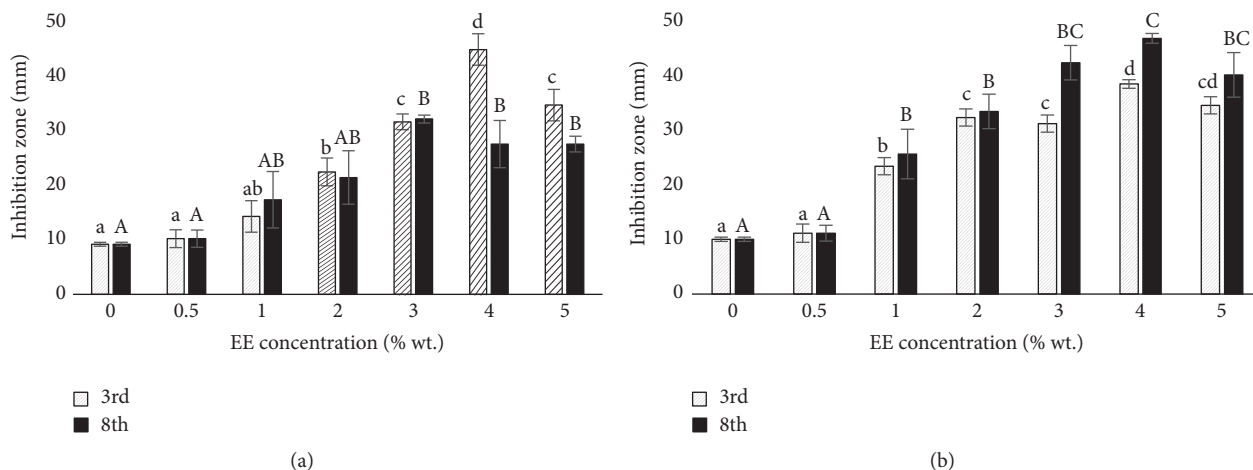 50
40
30
20
10
0
Inhibition zone (mm)
a A
a A
ab AB
b AB
c B
d B
c B
0 0.5 1 2 3 4 5
EE concentration (% wt.)
3rd
8th
(a)
50
40
30
20
10
0
Inhibition zone (mm)
a A
a A
b B
c B
c BC
d C
cd BC
0 0.5 1 2 3 4 5
EE concentration (% wt.)
3rd
8th
(b)